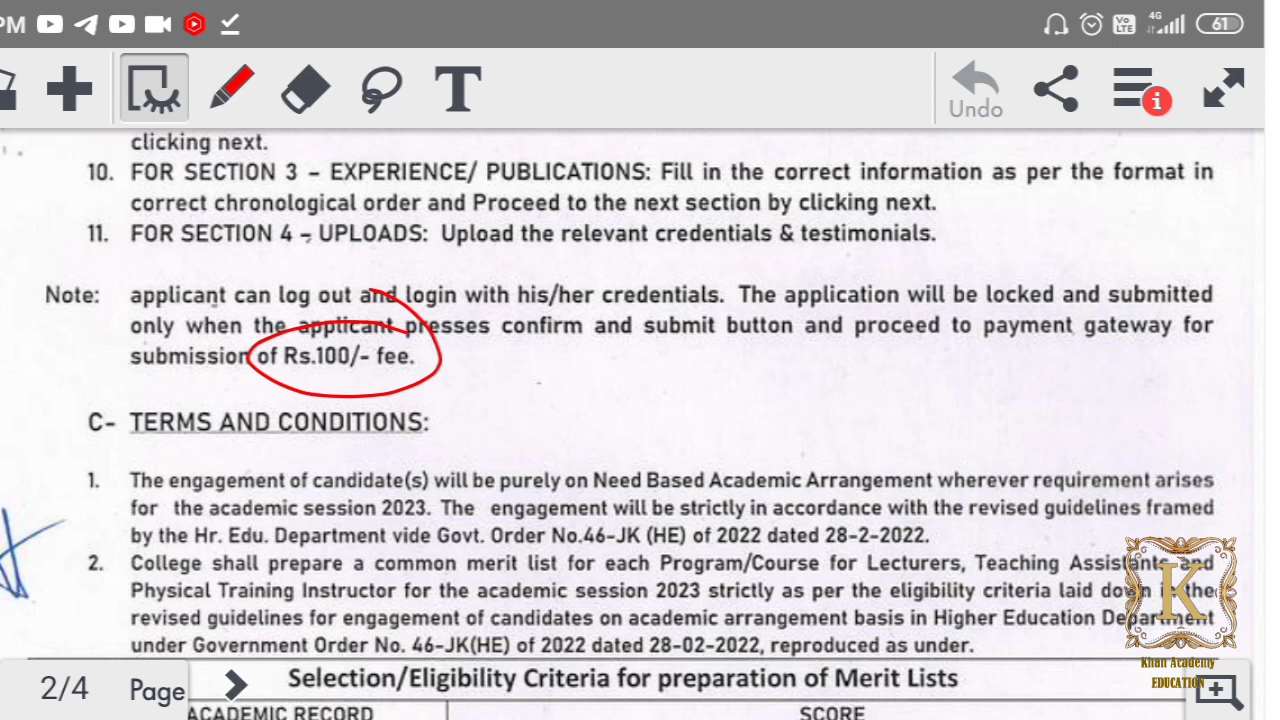 PM
Vo LTE
4G
61
T
Undo
i
clicking next.
10. FOR SECTION 3 – EXPERIENCE/ PUBLICATIONS: Fill in the correct information as per the format in
correct chronological order and Proceed to the next section by clicking next.
11. FOR SECTION 4 – UPLOADS: Upload the relevant credentials & testimonials.
Note: applicant can log out and login with his/her credentials. The application will be locked and submitted
only when the applicant presses confirm and submit button and proceed to payment gateway for
submission of Rs.100/- fee.
C- TERMS AND CONDITIONS:
1. The engagement of candidate(s) will be purely on Need Based Academic Arrangement wherever requirement arises
for the academic session 2023. The engagement will be strictly in accordance with the revised guidelines framed
by the Hr. Edu. Department vide Govt. Order No.46-JK (HE) of 2022 dated 28-2-2022.
2. College shall prepare a common merit list for each Program/Course for Lecturers, Teaching Assistants and
Physical Training Instructor for the academic session 2023 strictly as per the eligibility criteria laid down in the
revised guidelines for engagement of candidates on academic arrangement basis in Higher Education Department
under Government Order No. 46-JK(HE) of 2022 dated 28-02-2022, reproduced as under.
K
Khan Academy
EDUCATION
2/4 Page
Selection/Eligibility Criteria for preparation of Merit Lists
ACADEMIC RECORD SCORE